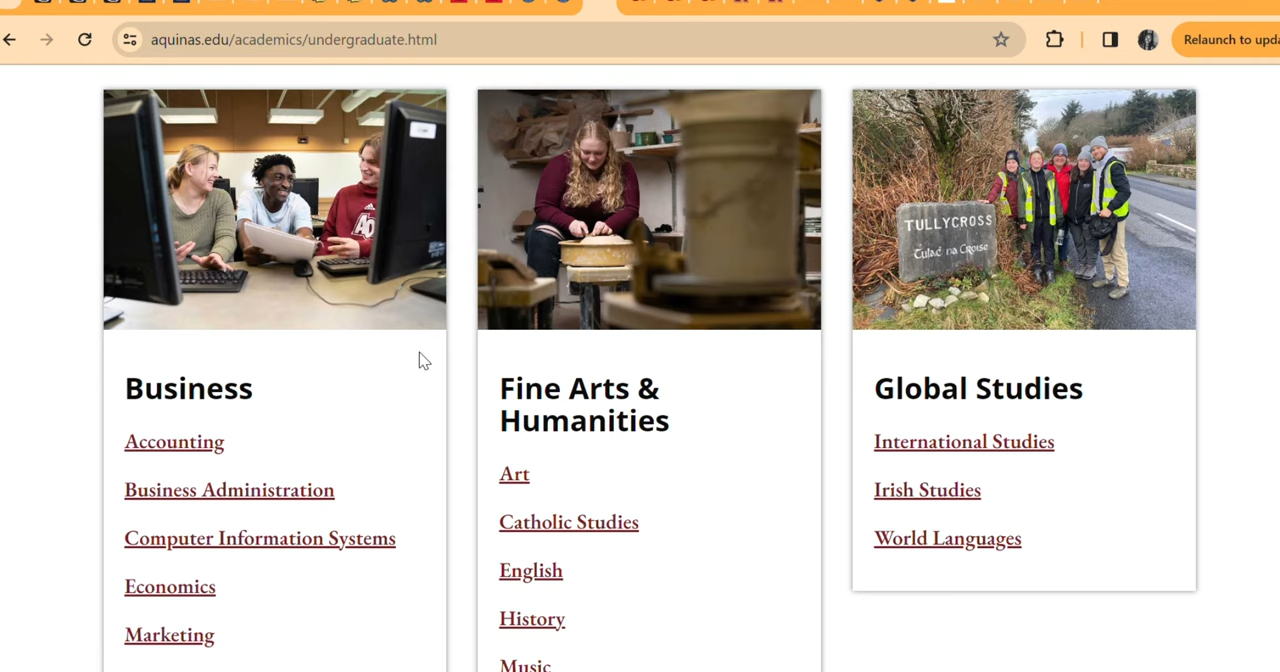 aquinas.edu/academics/undergraduate.html
Relaunch to upda
TULLYCROSS
Tulaċ na Croise
Business
Accounting
Business Administration
Computer Information Systems
Economics
Marketing
Fine Arts &
Humanities
Art
Catholic Studies
English
History
Music
Global Studies
International Studies
Irish Studies
World Languages